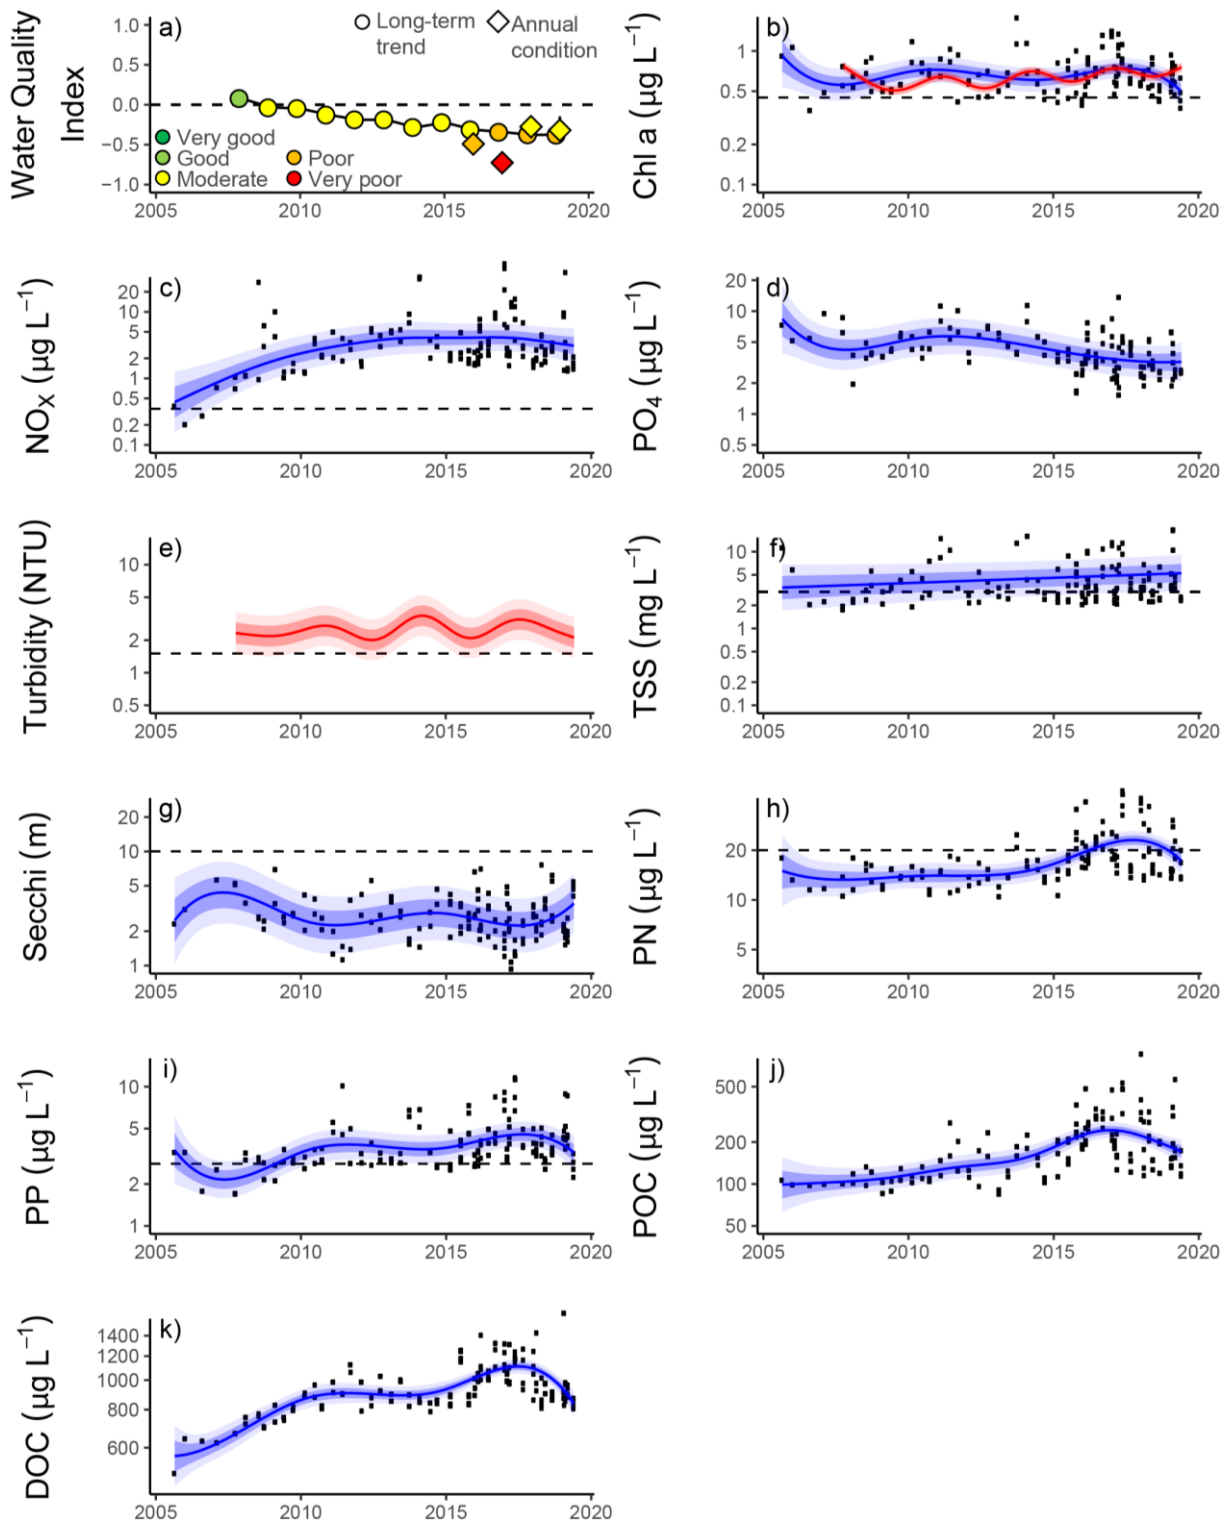 Water Quality
Index
a)
Long-term
trend
Annual
condition
1.0
0.5
0.0
−0.5
−1.0
Very good
Good
Moderate
Poor
Very poor
2005 2010 2015 2020
Chl a (µg L⁻¹)
b)
1
0.5
0.2
0.1
2005 2010 2015 2020
NOₓ (µg L⁻¹)
c)
20
10
5
2
1
0.5
0.2
0.1
2005 2010 2015 2020
PO₄ (µg L⁻¹)
d)
20
10
5
2
1
0.5
2005 2010 2015 2020
Turbidity (NTU)
e)
10
5
2
1
0.5
2005 2010 2015 2020
TSS (mg L⁻¹)
f)
10
5
2
1
0.5
0.2
0.1
2005 2010 2015 2020
Secchi (m)
g)
20
10
5
2
1
2005 2010 2015 2020
PN (µg L⁻¹)
h)
20
10
5
2005 2010 2015 2020
PP (µg L⁻¹)
i)
10
5
2
1
2005 2010 2015 2020
POC (µg L⁻¹)
j)
500
200
100
50
2005 2010 2015 2020
DOC (µg L⁻¹)
k)
1400
1200
1000
800
600
2005 2010 2015 2020